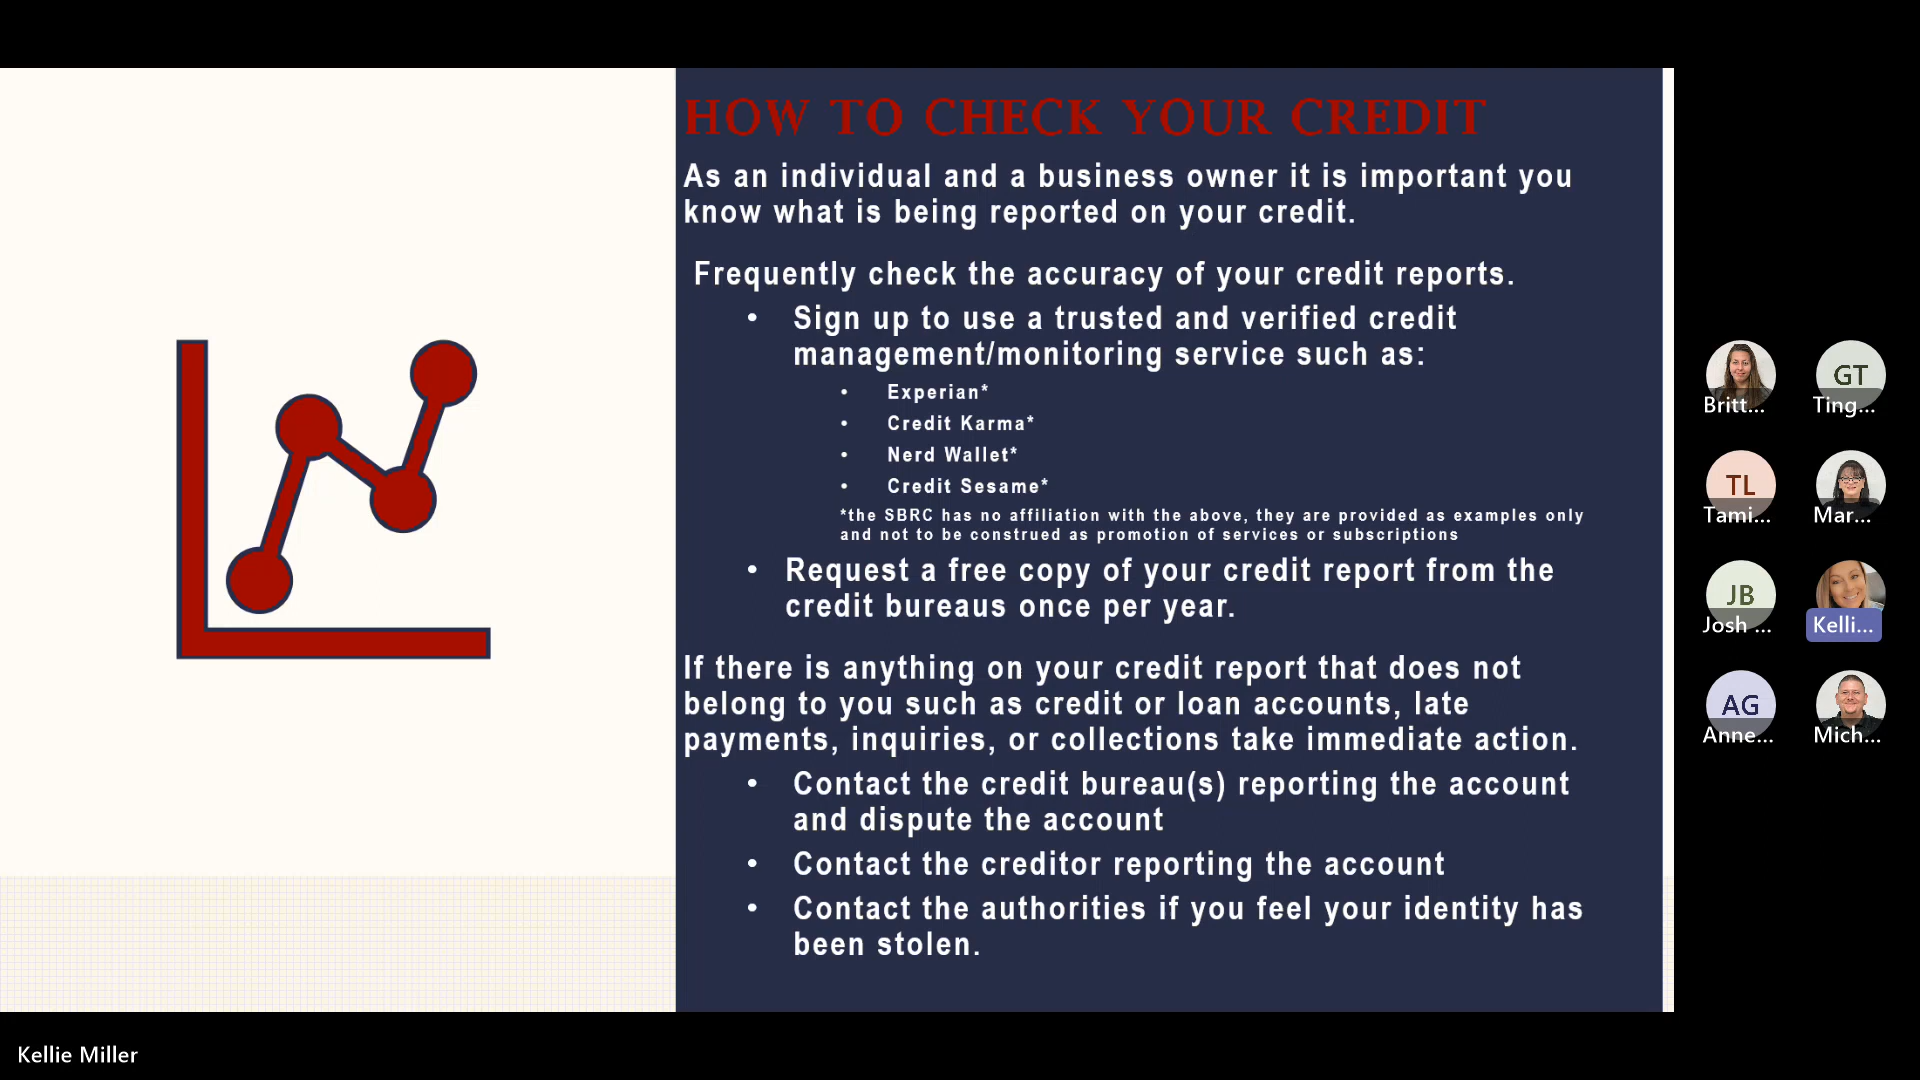 HOW TO CHECK YOUR CREDIT
As an individual and a business owner it is important you
know what is being reported on your credit.
Frequently check the accuracy of your credit reports.
• Sign up to use a trusted and verified credit
management/monitoring service such as:
• Experian*
• Credit Karma*
• Nerd Wallet*
• Credit Sesame*
*the SBRC has no affiliation with the above, they are provided as examples only
and not to be construed as promotion of services or subscriptions
• Request a free copy of your credit report from the
credit bureaus once per year.
If there is anything on your credit report that does not
belong to you such as credit or loan accounts, late
payments, inquiries, or collections take immediate action.
• Contact the credit bureau(s) reporting the account
and dispute the account
• Contact the creditor reporting the account
• Contact the authorities if you feel your identity has
been stolen.
Britt...
GT
Ting...
TL
Tami...
Mar...
JB
Josh ...
Kelli...
AG
Anne...
Mich...
Kellie Miller